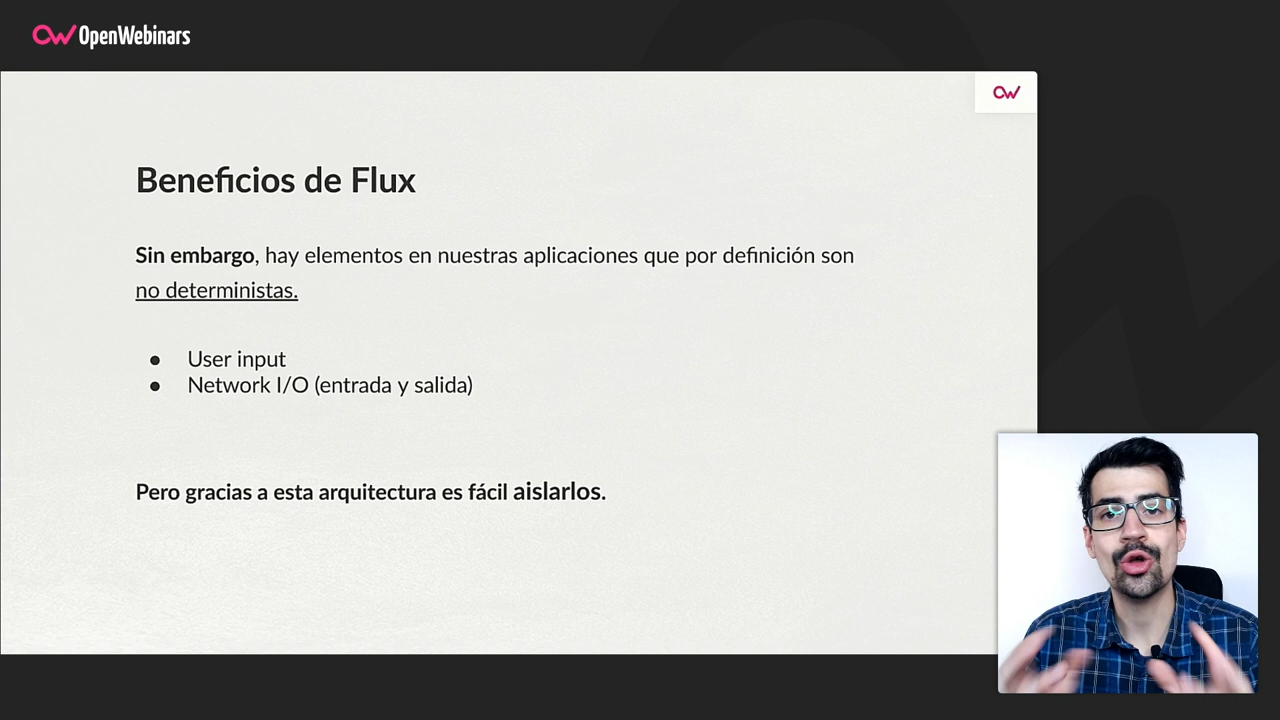 OpenWebinars
Beneficios de Flux
Sin embargo, hay elementos en nuestras aplicaciones que por definición son
no deterministas.
● User input
● Network I/O (entrada y salida)
Pero gracias a esta arquitectura es fácil aislarlos.